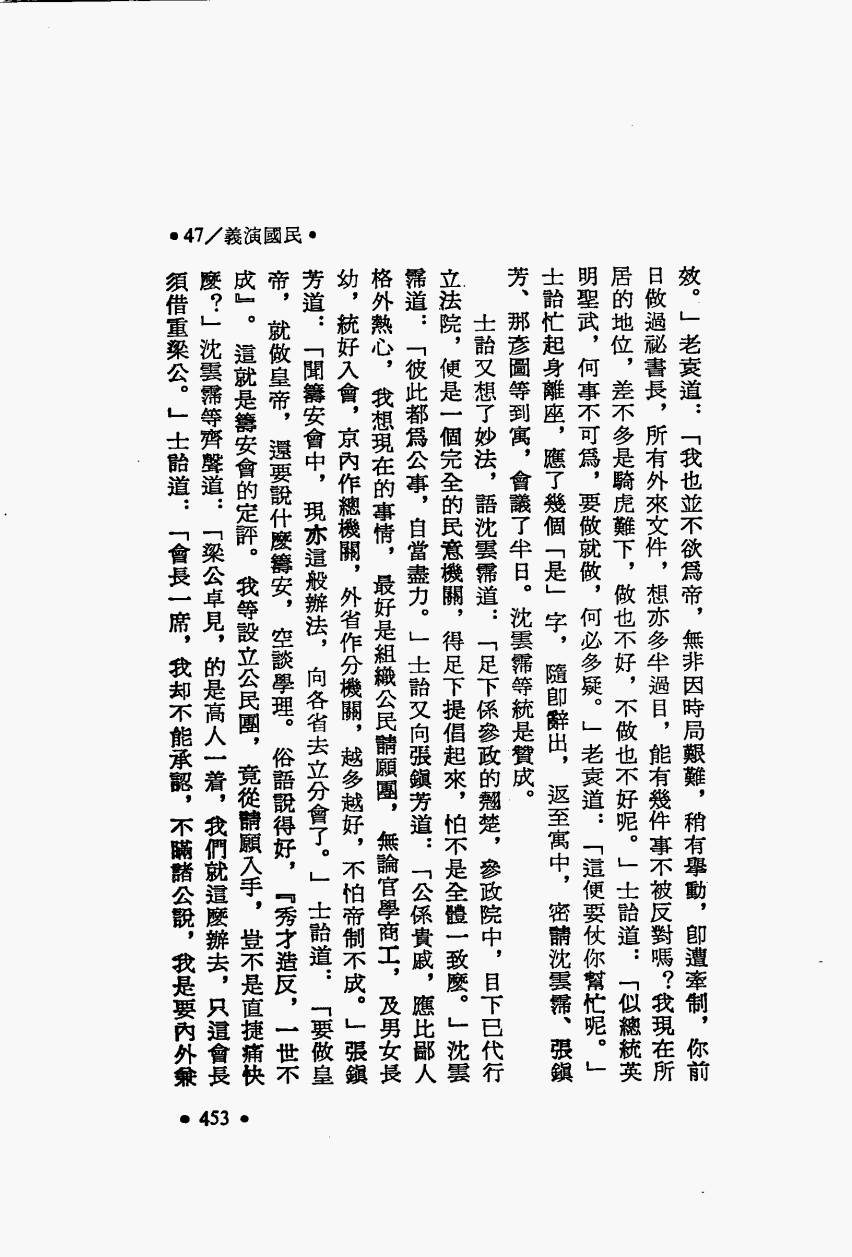 •47／義演國民•
效。」老袁道：「我也並不欲爲帝，無非因時局艱難，稍有舉動，卽遭牽制，你前
日做過祕書長，所有外來文件，想亦多半過目，能有幾件事不被反對嗎？我現在所
居的地位，差不多是騎虎難下，做也不好，不做也不好呢。」士詒道：「似總統英
明聖武，何事不可爲，要做就做，何必多疑。」老袁道：「這便要仗你幫忙呢。」
士詒忙起身離座，應了幾個「是」字，隨卽辭出，返至寓中，密請沈雲霈、張鎭
芳、那彥圖等到寓，會議了半日。沈雲霈等統是贊成。
士詒又想了妙法，語沈雲霈道：「足下係參政的翹楚，參政院中，目下已代行
立法院，便是一個完全的民意機關，得足下提倡起來，怕不是全體一致麼。」沈雲
霈道：「彼此都爲公事，自當盡力。」士詒又向張鎭芳道：「公係貴戚，應比鄙人
格外熱心，我想現在的事情，最好是組織公民請願團，無論官學商工，及男女長
幼，統好入會，京內作總機關，外省作分機關，越多越好，不怕帝制不成。」張鎭
芳道：「聞籌安會中，現亦這般辦法，向各省去立分會了。」士詒道：「要做皇
帝，就做皇帝，還要說什麼籌安，空談學理。俗語說得好，『秀才造反，一世不
成』。這就是籌安會的定評。我等設立公民團，竟從請願入手，豈不是直捷痛快
麼？」沈雲霈等齊聲道：「梁公卓見，的是高人一着，我們就這麼辦去，只這會長
須借重梁公。」士詒道：「會長一席，我却不能承認，不瞞諸公說，我是要內外兼
•453•